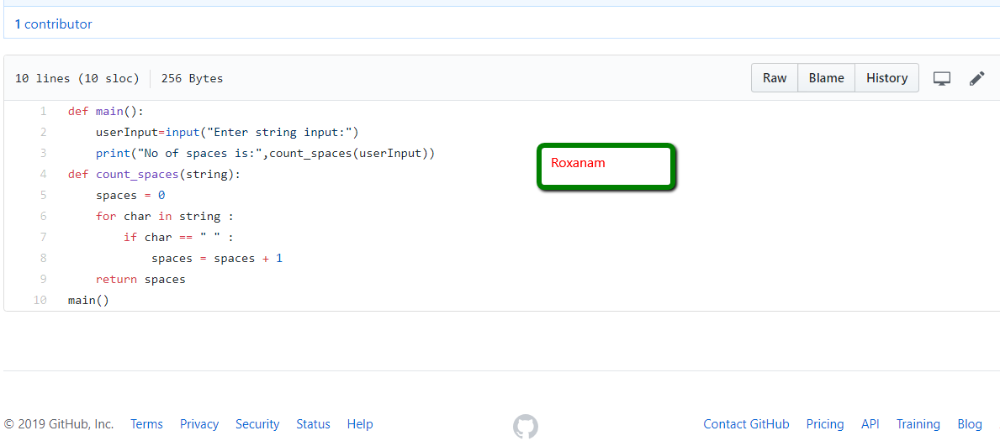 1 contributor
10 lines (10 sloc) 256 Bytes Raw Blame History
1 def main():
2     userInput=input("Enter string input:")
3     print("No of spaces is:",count_spaces(userInput))
Roxanam
4 def count_spaces(string):
5     spaces = 0
6     for char in string :
7         if char == " " :
8             spaces = spaces + 1
9     return spaces
10 main()
© 2019 GitHub, Inc. Terms Privacy Security Status Help Contact GitHub Pricing API Training Blog